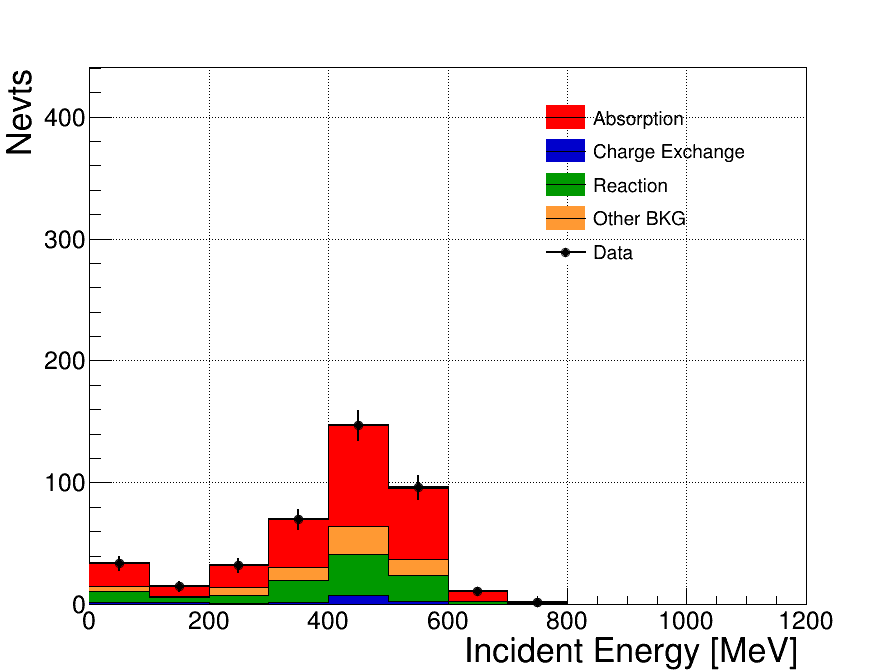 Nevts
400
300
200
100
0
Absorption
Charge Exchange
Reaction
Other BKG
Data
0 200 400 600 800 1000 1200
Incident Energy [MeV]